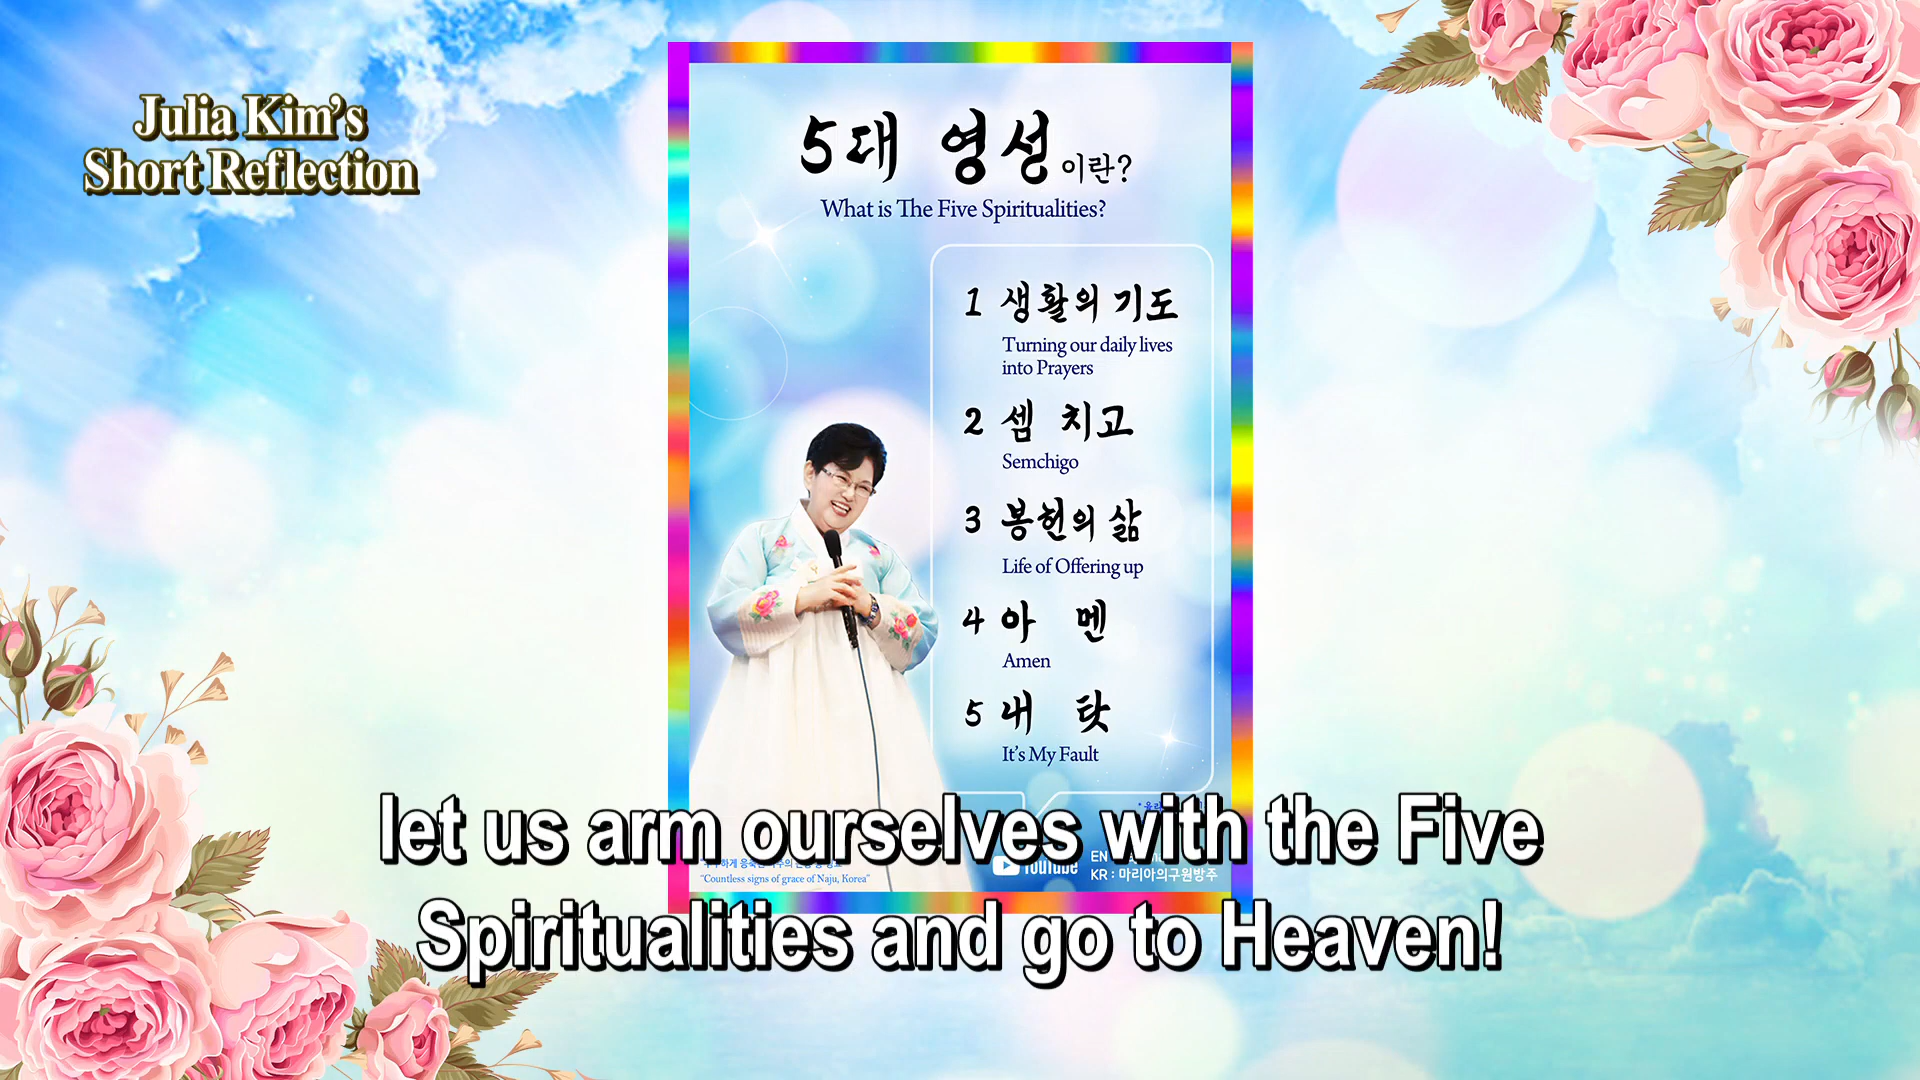 Julia Kim's
Short Reflection
5대 영성이란?
What is The Five Spiritualities?
1 생활의 기도
Turning our daily lives
into Prayers
2 셈 치고
Semchigo
3 봉헌의 삶
Life of Offering up
4 아 멘
Amen
5 내 탓
It's My Fault
let us arm ourselves with the Five
"Countless signs of grace of Naju, Korea"
YouTube
EN
KR : 마리아의구원방주
Spiritualities and go to Heaven!